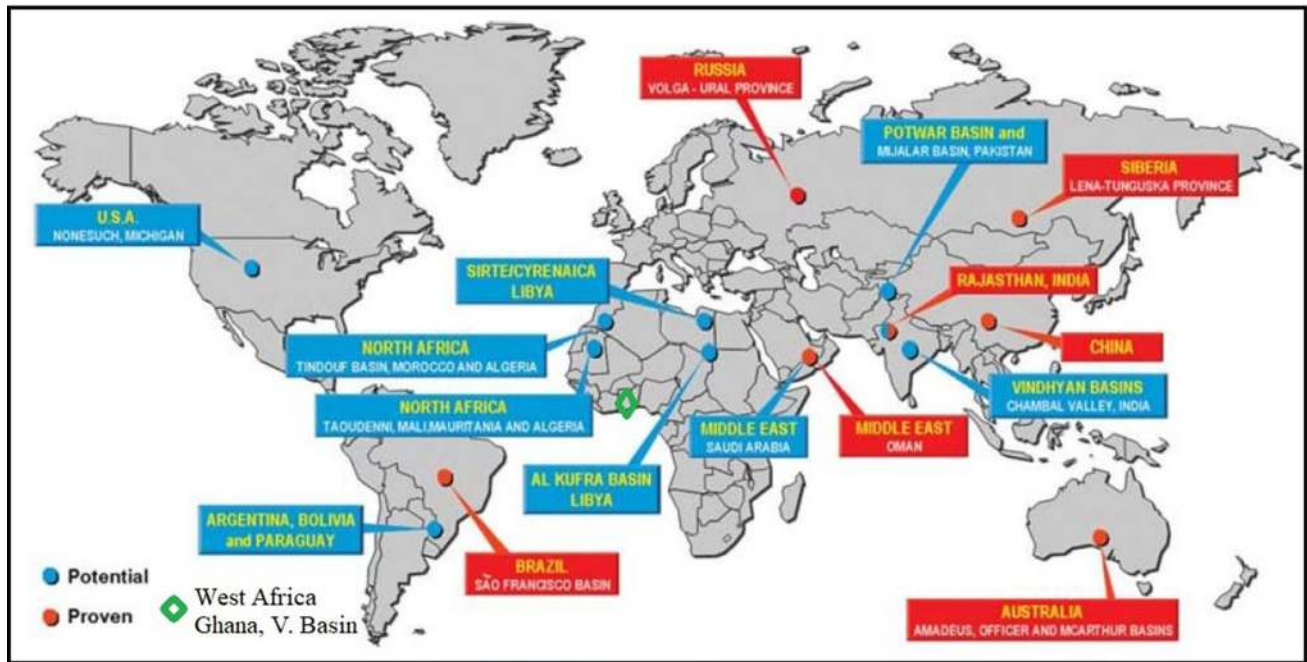 RUSSIA
VOLGA - URAL PROVINCE
POTWAR BASIN and
MIJALAR BASIN, PAKISTAN
SIBERIA
LENA-TUNGUSKA PROVINCE
U.S.A.
NONESUCH, MICHIGAN
SIRTE/CYRENAICA
LIBYA
RAJASTHAN, INDIA
NORTH AFRICA
TINDOUF BASIN, MOROCCO AND ALGERIA
CHINA
VINDHYAN BASINS
CHAMBAL VALLEY, INDIA
NORTH AFRICA
TAOUDENNI, MALI,MAURITANIA AND ALGERIA
MIDDLE EAST
SAUDI ARABIA
MIDDLE EAST
OMAN
AL KUFRA BASIN
LIBYA
ARGENTINA, BOLIVIA
and PARAGUAY
BRAZIL
SÃO FRANCISCO BASIN
AUSTRALIA
AMADEUS, OFFICER AND MCARTHUR BASINS
Potential
Proven
West Africa
Ghana, V. Basin